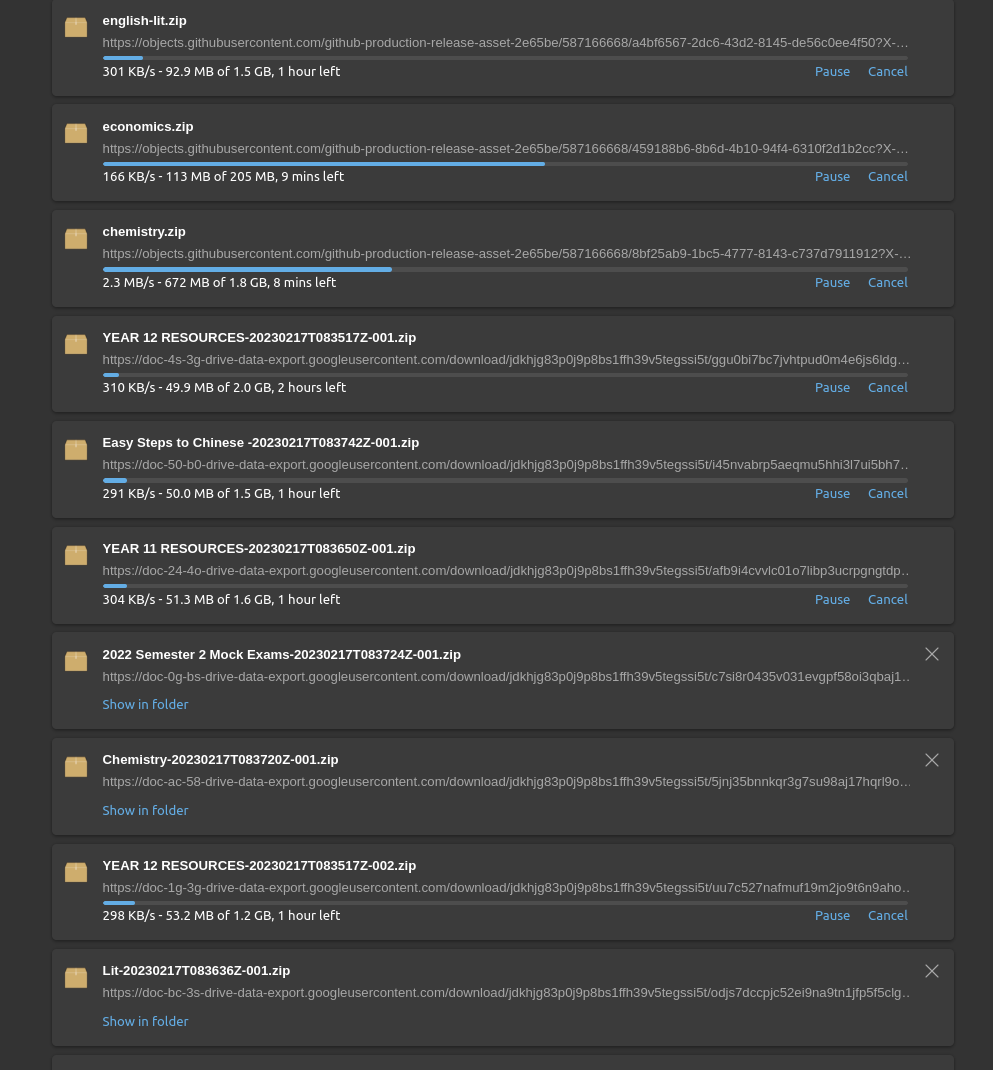 english-lit.zip
https://objects.githubusercontent.com/github-production-release-asset-2e65be/587166668/a4bf6567-2dc6-43d2-8145-de56c0ee4f50?X-…
301 KB/s - 92.9 MB of 1.5 GB, 1 hour left
Pause Cancel
economics.zip
https://objects.githubusercontent.com/github-production-release-asset-2e65be/587166668/459188b6-8b6d-4b10-94f4-6310f2d1b2cc?X-…
166 KB/s - 113 MB of 205 MB, 9 mins left
Pause Cancel
chemistry.zip
https://objects.githubusercontent.com/github-production-release-asset-2e65be/587166668/8bf25ab9-1bc5-4777-8143-c737d7911912?X-…
2.3 MB/s - 672 MB of 1.8 GB, 8 mins left
Pause Cancel
YEAR 12 RESOURCES-20230217T083517Z-001.zip
https://doc-4s-3g-drive-data-export.googleusercontent.com/download/jdkhjg83p0j9p8bs1ffh39v5tegssi5t/ggu0bi7bc7jvhtpud0m4e6js6ldg…
310 KB/s - 49.9 MB of 2.0 GB, 2 hours left
Pause Cancel
Easy Steps to Chinese -20230217T083742Z-001.zip
https://doc-50-b0-drive-data-export.googleusercontent.com/download/jdkhjg83p0j9p8bs1ffh39v5tegssi5t/i45nvabrp5aeqmu5hhi3l7ui5bh7…
291 KB/s - 50.0 MB of 1.5 GB, 1 hour left
Pause Cancel
YEAR 11 RESOURCES-20230217T083650Z-001.zip
https://doc-24-4o-drive-data-export.googleusercontent.com/download/jdkhjg83p0j9p8bs1ffh39v5tegssi5t/afb9i4cvvlc01o7libp3ucrpgngtdp…
304 KB/s - 51.3 MB of 1.6 GB, 1 hour left
Pause Cancel
2022 Semester 2 Mock Exams-20230217T083724Z-001.zip
https://doc-0g-bs-drive-data-export.googleusercontent.com/download/jdkhjg83p0j9p8bs1ffh39v5tegssi5t/c7si8r0435v031evgpf58oi3qbaj1…
Show in folder
Chemistry-20230217T083720Z-001.zip
https://doc-ac-58-drive-data-export.googleusercontent.com/download/jdkhjg83p0j9p8bs1ffh39v5tegssi5t/5jnj35bnnkqr3g7su98aj17hqrl9o…
Show in folder
YEAR 12 RESOURCES-20230217T083517Z-002.zip
https://doc-1g-3g-drive-data-export.googleusercontent.com/download/jdkhjg83p0j9p8bs1ffh39v5tegssi5t/uu7c527nafmuf19m2jo9t6n9aho…
298 KB/s - 53.2 MB of 1.2 GB, 1 hour left
Pause Cancel
Lit-20230217T083636Z-001.zip
https://doc-bc-3s-drive-data-export.googleusercontent.com/download/jdkhjg83p0j9p8bs1ffh39v5tegssi5t/odjs7dccpjc52ei9na9tn1jfp5f5clg…
Show in folder